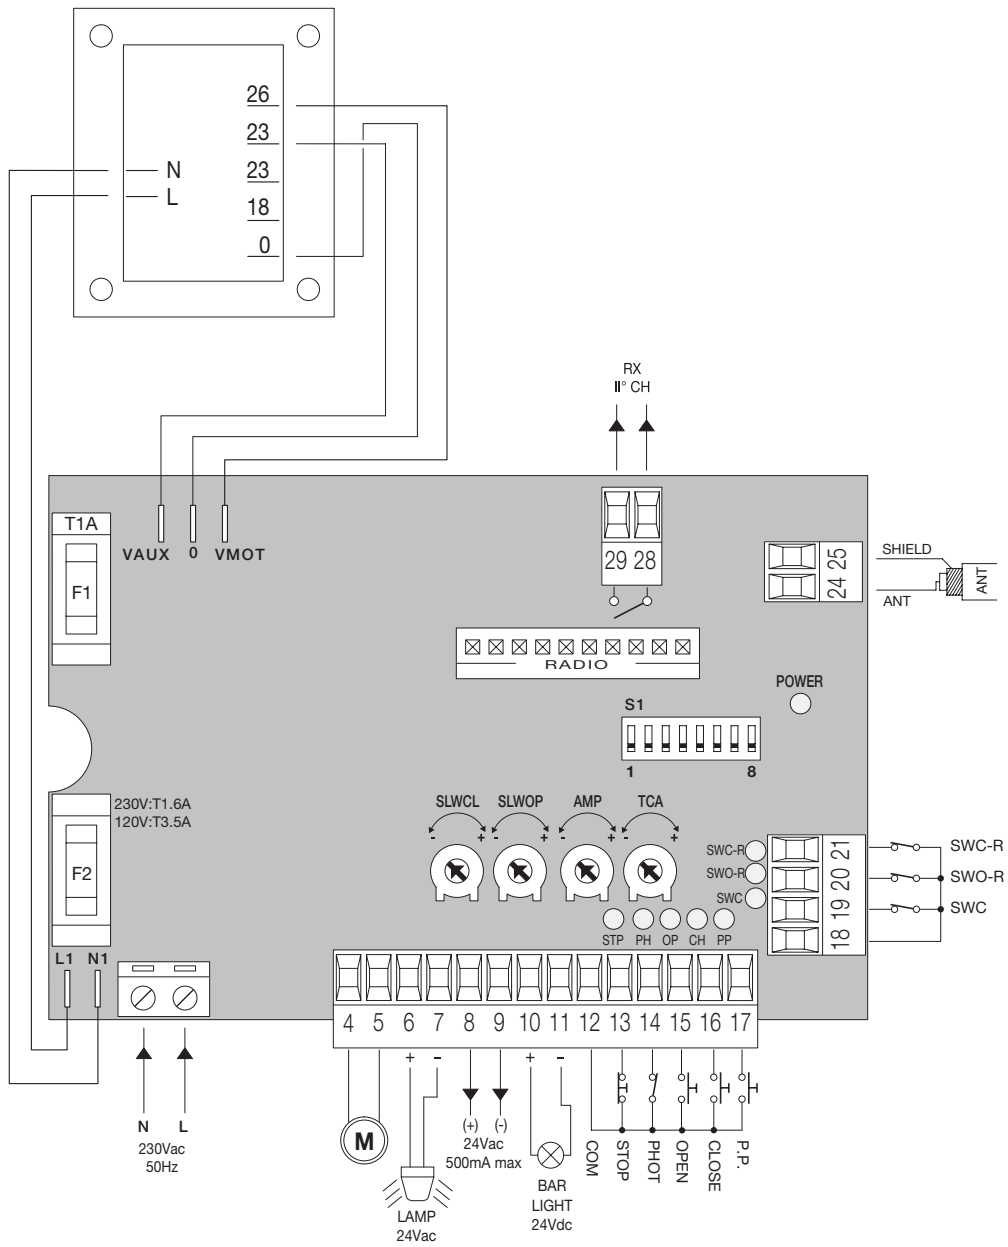 26
23
N
23
L
18
0
RX
II° CH
T1A
VAUX 0 VMOT
F1
29 28
25
24
SHIELD
ANT
ANT
RADIO
POWER
S1
1 8
230V:T1.6A
120V:T3.5A
SLWCL SLWOP AMP TCA
- + - + - + - +
F2
SWC-R
SWO-R
SWC
21
20
19
18
SWC-R
SWO-R
SWC
STP PH OP CH PP
L1 N1
4 5 6 7 8 9 10 11 12 13 14 15 16 17
+ - + -
N L
230Vac
50Hz
M
LAMP
24Vac
(+) (-)
24Vac
500mA max
BAR
LIGHT
24Vdc
COM
STOP
PHOT
OPEN
CLOSE
P.P.